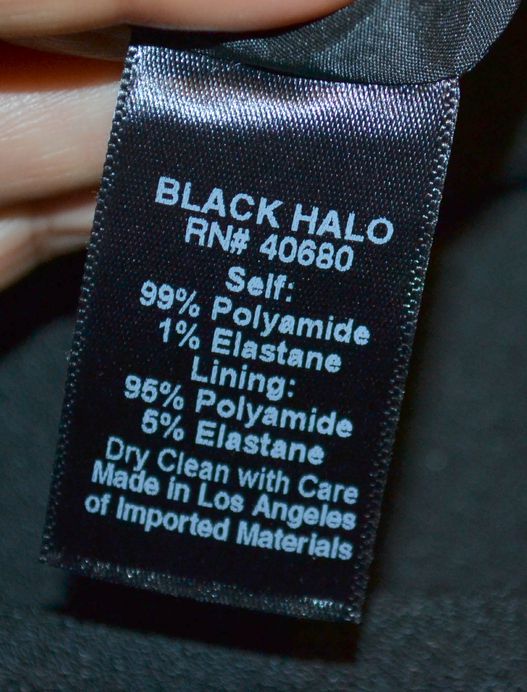 BLACK HALO
RN# 40680
Self:
99% Polyamide
1% Elastane
Lining:
95% Polyamide
5% Elastane
Dry Clean with Care
Made in Los Angeles
of Imported Materials